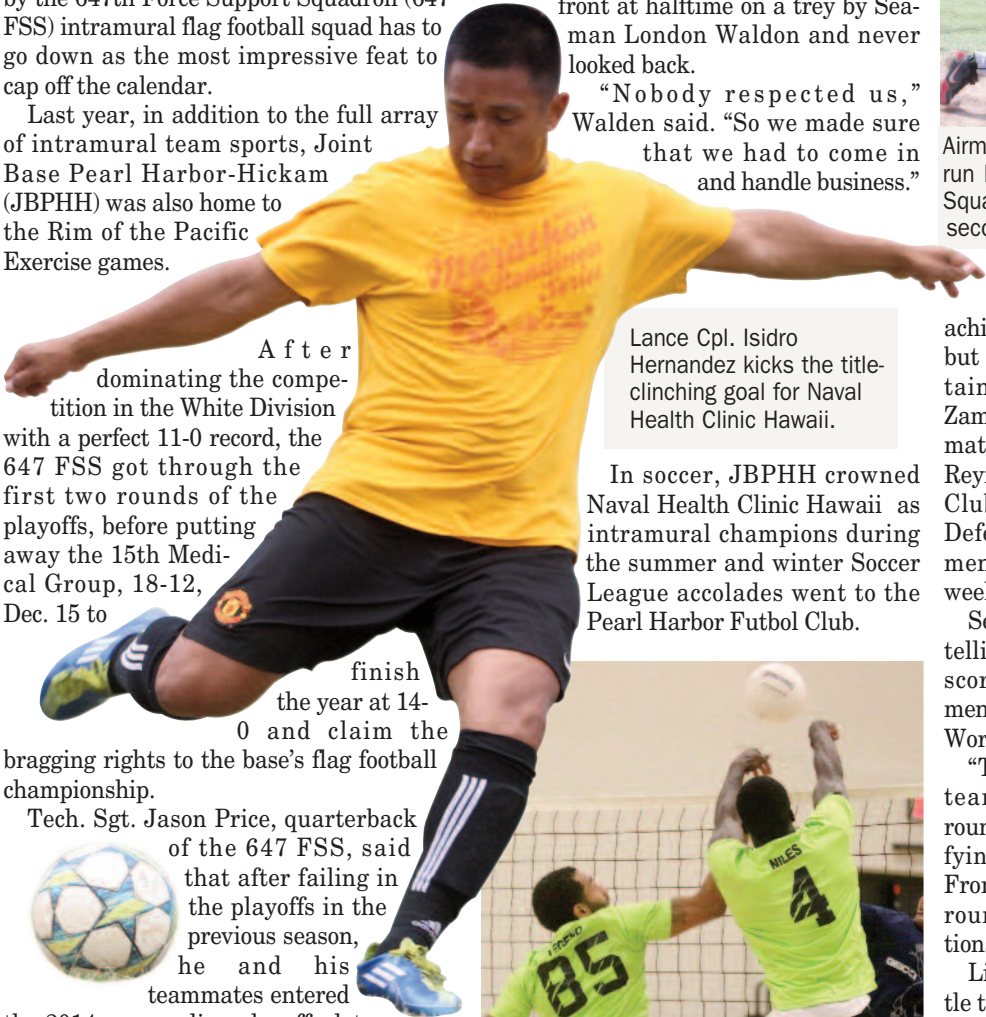 by the 647th Force Support Squadron (647
FSS) intramural flag football squad has to
go down as the most impressive feat to
cap off the calendar.
Last year, in addition to the full array
of intramural team sports, Joint
Base Pearl Harbor-Hickam
(JBPHH) was also home to
the Rim of the Pacific
Exercise games.
After
dominating the compe-
tition in the White Division
with a perfect 11-0 record, the
647 FSS got through the
first two rounds of the
playoffs, before putting
away the 15th Medi-
cal Group, 18-12,
Dec. 15 to
finish
the year at 14-
0 and claim the
bragging rights to the base's flag football
championship.
Tech. Sgt. Jason Price, quarterback
of the 647 FSS, said
that after failing in
the playoffs in the
previous season,
he and his
teammates entered
Marathon
Series
front at halftime on a trey by Sea-
man London Waldon and never
looked back.
“Nobody respected us,”
Walden said. “So we made sure
that we had to come in
and handle business.”
Lance Cpl. Isidro
Hernandez kicks the title-
clinching goal for Naval
Health Clinic Hawaii.
In soccer, JBPHH crowned
Naval Health Clinic Hawaii as
intramural champions during
the summer and winter Soccer
League accolades went to the
Pearl Harbor Futbol Club.
LEGEND
85
NILES
4
Airm
run
Squa
seco
achi
but
tain
Zam
mat
Rey
Club
Defe
men
week
Se
telli
scor
men
Wor
“T
tear
roun
fyin
Fron
roun
tion
Li
tle t